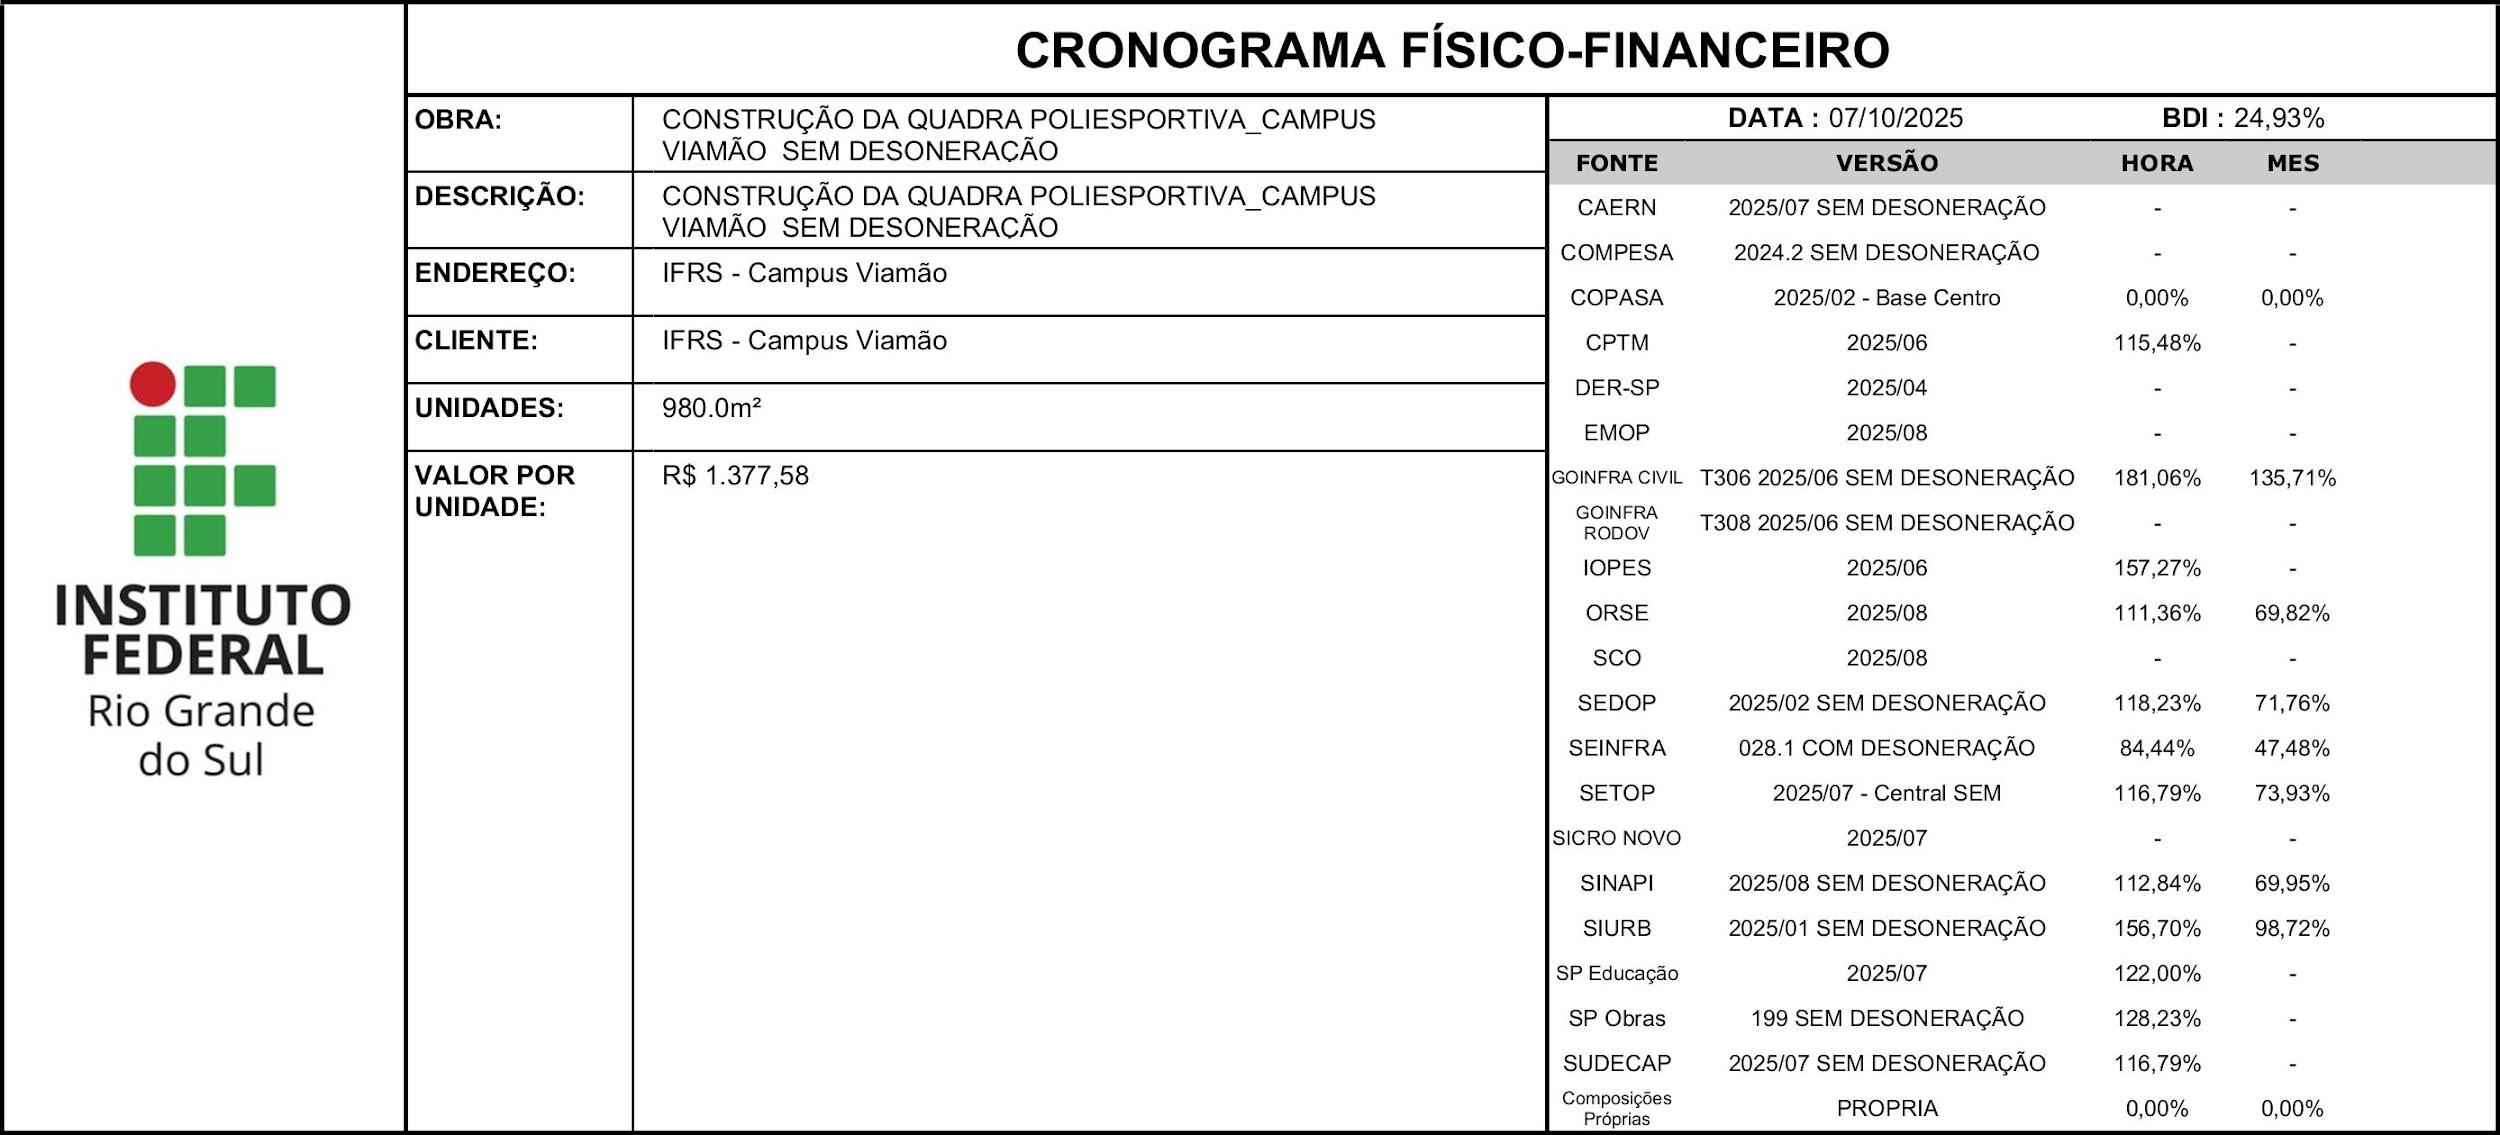 CRONOGRAMA FÍSICO-FINANCEIRO
OBRA: CONSTRUÇÃO DA QUADRA POLIESPORTIVA_CAMPUS
VIAMÃO  SEM DESONERAÇÃO
DESCRIÇÃO: CONSTRUÇÃO DA QUADRA POLIESPORTIVA_CAMPUS
VIAMÃO  SEM DESONERAÇÃO
ENDEREÇO: IFRS - Campus Viamão
CLIENTE: IFRS - Campus Viamão
UNIDADES: 980.0m²
VALOR POR R$ 1.377,58
UNIDADE:
INSTITUTO
FEDERAL
Rio Grande
do Sul
DATA : 07/10/2025 BDI : 24,93%
FONTE VERSÃO HORA MES
CAERN 2025/07 SEM DESONERAÇÃO - -
COMPESA 2024.2 SEM DESONERAÇÃO - -
COPASA 2025/02 - Base Centro 0,00% 0,00%
CPTM 2025/06 115,48% -
DER-SP 2025/04 - -
EMOP 2025/08 - -
GOINFRA CIVIL T306 2025/06 SEM DESONERAÇÃO 181,06% 135,71%
GOINFRA
RODOV T308 2025/06 SEM DESONERAÇÃO - -
IOPES 2025/06 157,27% -
ORSE 2025/08 111,36% 69,82%
SCO 2025/08 - -
SEDOP 2025/02 SEM DESONERAÇÃO 118,23% 71,76%
SEINFRA 028.1 COM DESONERAÇÃO 84,44% 47,48%
SETOP 2025/07 - Central SEM 116,79% 73,93%
SICRO NOVO 2025/07 - -
SINAPI 2025/08 SEM DESONERAÇÃO 112,84% 69,95%
SIURB 2025/01 SEM DESONERAÇÃO 156,70% 98,72%
SP Educação 2025/07 122,00% -
SP Obras 199 SEM DESONERAÇÃO 128,23% -
SUDECAP 2025/07 SEM DESONERAÇÃO 116,79% -
Composições
Próprias PROPRIA 0,00% 0,00%